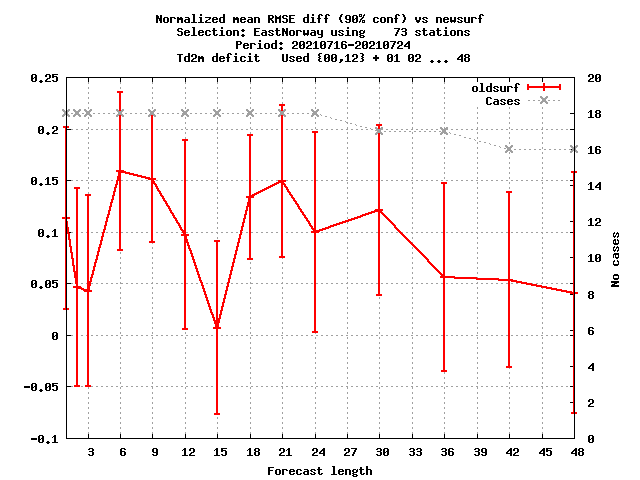 Normalized mean RMSE diff (90% conf) vs newsurf
Selection: EastNorway using    73 stations
Period: 20210716-20210724
Td2m deficit   Used {00,12} + 01 02 ... 48
oldsurf
Cases
0.25
0.2
0.15
0.1
0.05
0
-0.05
-0.1
20
18
16
14
12
10
8
6
4
2
0
No cases
3 6 9 12 15 18 21 24 27 30 33 36 39 42 45 48
Forecast length